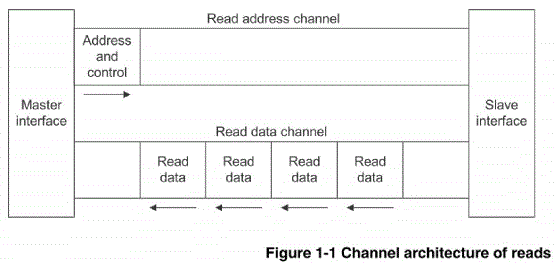 Read address channel
Address
and
control
Master
interface
Slave
interface
Read data channel
Read
data
Read
data
Read
data
Read
data
Figure 1-1 Channel architecture of reads